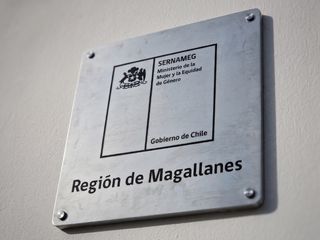 SERNAMEG
Ministerio de la
Mujer y la Equidad
de Género
Gobierno de Chile
Región de Magallanes